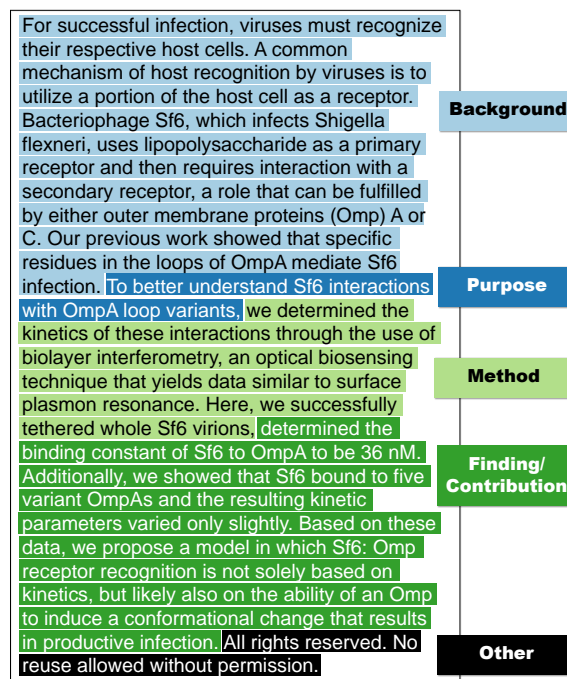 For successful infection, viruses must recognize
their respective host cells. A common
mechanism of host recognition by viruses is to
utilize a portion of the host cell as a receptor.
Bacteriophage Sf6, which infects Shigella
flexneri, uses lipopolysaccharide as a primary
receptor and then requires interaction with a
secondary receptor, a role that can be fulfilled
by either outer membrane proteins (Omp) A or
C. Our previous work showed that specific
residues in the loops of OmpA mediate Sf6
infection. To better understand Sf6 interactions
with OmpA loop variants, we determined the
kinetics of these interactions through the use of
biolayer interferometry, an optical biosensing
technique that yields data similar to surface
plasmon resonance. Here, we successfully
tethered whole Sf6 virions, determined the
binding constant of Sf6 to OmpA to be 36 nM.
Additionally, we showed that Sf6 bound to five
variant OmpAs and the resulting kinetic
parameters varied only slightly. Based on these
data, we propose a model in which Sf6: Omp
receptor recognition is not solely based on
kinetics, but likely also on the ability of an Omp
to induce a conformational change that results
in productive infection. All rights reserved. No
reuse allowed without permission.
Background
Purpose
Method
Finding/
Contribution
Other